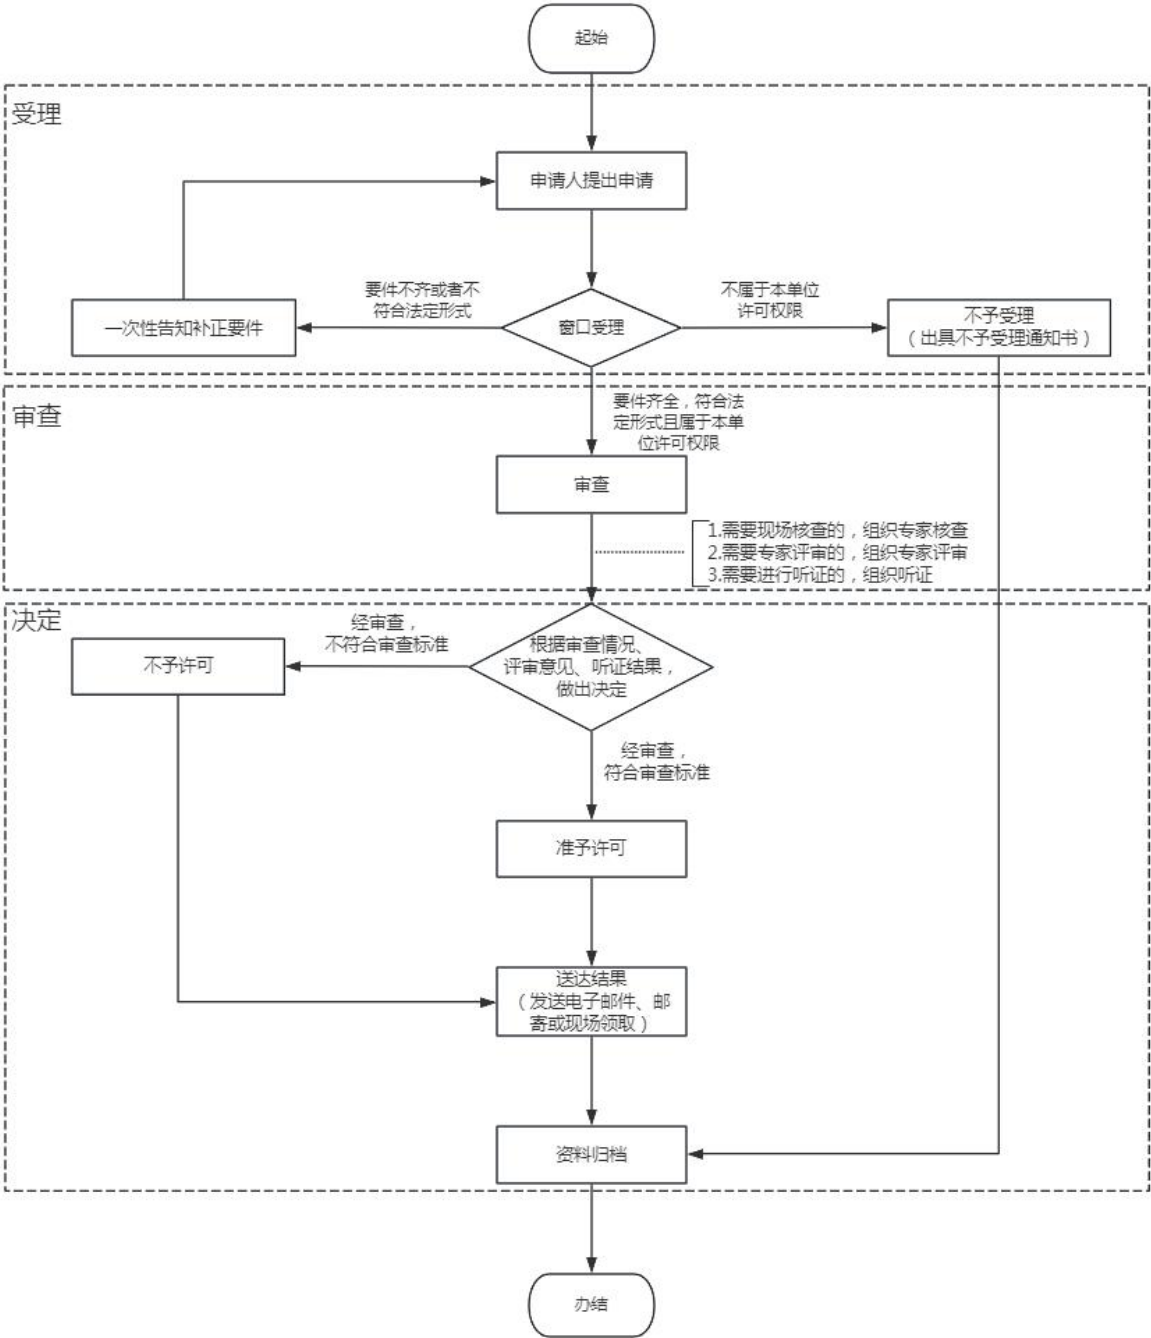 起始
受理
申请人提出申请
要件不齐或者不
符合法定形式
不属于本单位
许可权限
一次性告知补正要件
窗口受理
不予受理
（出具不予受理通知书）
审查
要件齐全，符合法
定形式且属于本单
位许可权限
审查
1.需要现场核查的，组织专家核查
2.需要专家评审的，组织专家评审
3.需要进行听证的，组织听证
决定
经审查，
不符合审查标准
不予许可
根据审查情况、
评审意见、听证结果，
做出决定
经审查，
符合审查标准
准予许可
送达结果
（发送电子邮件、邮
寄或现场领取）
资料归档
办结